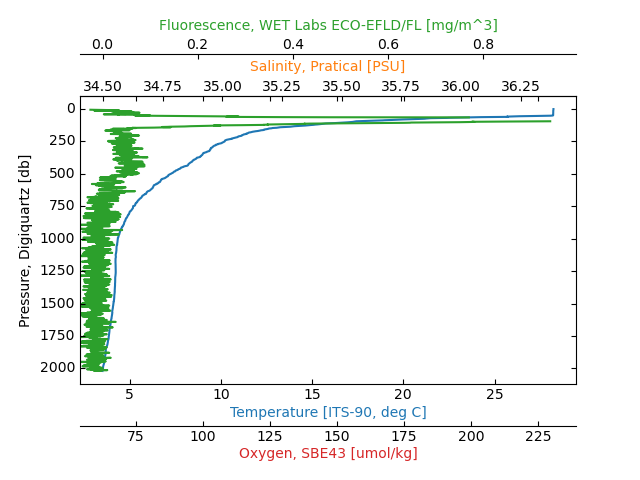 Fluorescence, WET Labs ECO-EFLD/FL [mg/m^3]
0.0 0.2 0.4 0.6 0.8
Salinity, Pratical [PSU]
34.50 34.75 35.00 35.25 35.50 35.75 36.00 36.25
Pressure, Digiquartz [db]
0
250
500
750
1000
1250
1500
1750
2000
5 10 15 20 25
Temperature [ITS-90, deg C]
75 100 125 150 175 200 225
Oxygen, SBE43 [umol/kg]